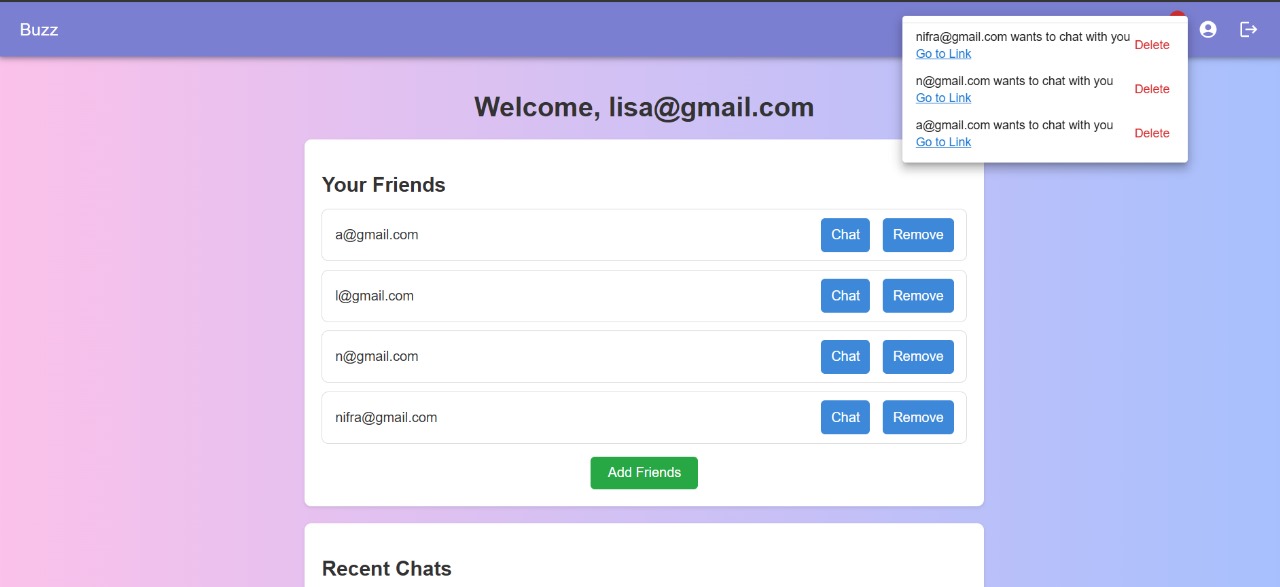 Buzz
nifra@gmail.com wants to chat with you
Go to Link
Delete
n@gmail.com wants to chat with you
Go to Link
Delete
a@gmail.com wants to chat with you
Go to Link
Delete
Welcome, lisa@gmail.com
Your Friends
a@gmail.com Chat Remove
l@gmail.com Chat Remove
n@gmail.com Chat Remove
nifra@gmail.com Chat Remove
Add Friends
Recent Chats